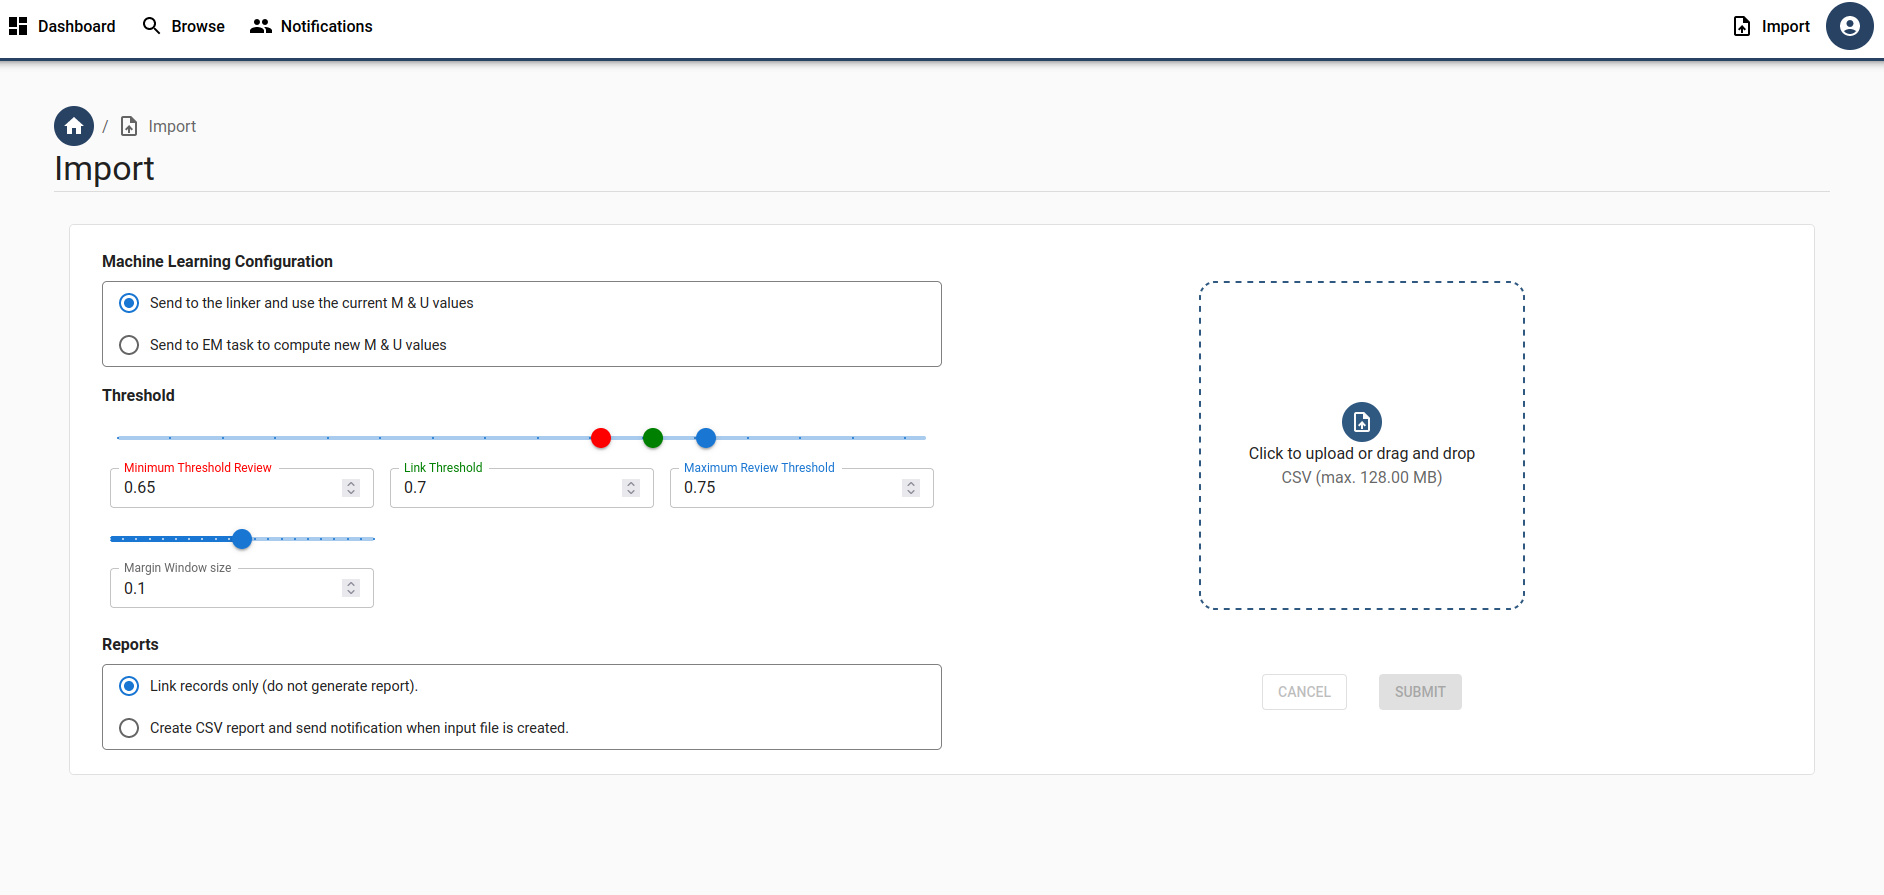 Dashboard Browse Notifications Import
/ Import
Import
Machine Learning Configuration
Send to the linker and use the current M & U values
Send to EM task to compute new M & U values
Threshold
Minimum Threshold Review Link Threshold Maximum Review Threshold
0.65 0.7 0.75
Margin Window size
0.1
Reports
Link records only (do not generate report).
Create CSV report and send notification when input file is created.
Click to upload or drag and drop
CSV (max. 128.00 MB)
CANCEL SUBMIT